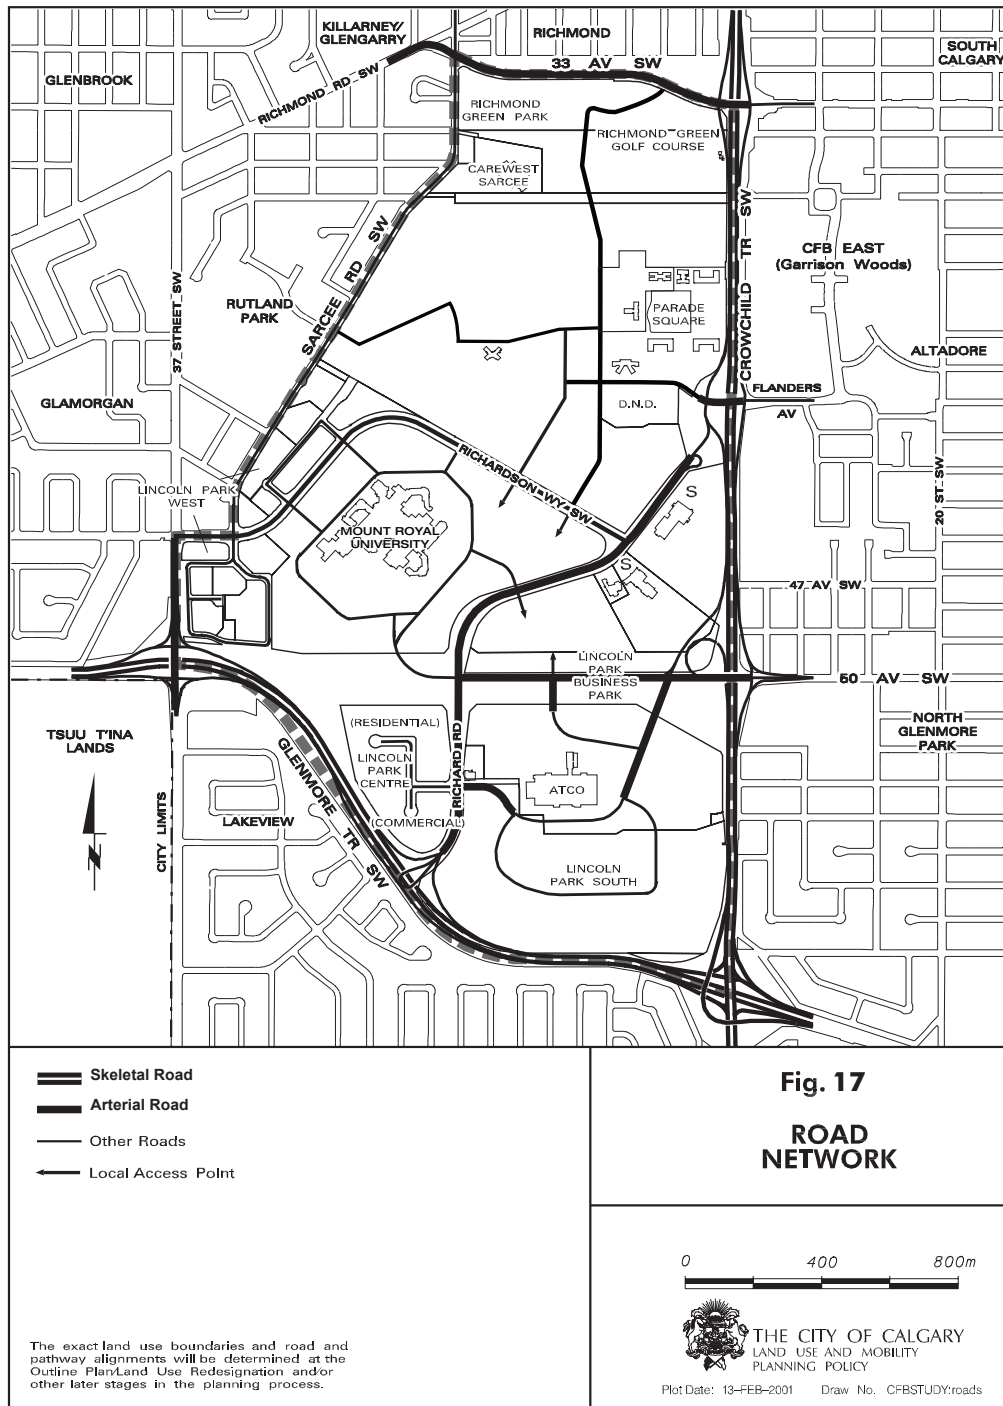 KILLARNEY/
GLENGARRY
RICHMOND
SOUTH
CALGARY
33 AV SW
GLENBROOK
RICHMOND RD SW
RICHMOND
GREEN PARK
RICHMOND GREEN
GOLF COURSE
CAREWEST
SARCEE
CROWCHILD TR SW
SARCEE RD SW
CFB EAST
(Garrison Woods)
37 STREET SW
RUTLAND
PARK
PARADE
SQUARE
ALTADORE
GLAMORGAN
FLANDERS
AV
D.N.D.
RICHARDSON WY SW
20 ST SW
LINCOLN PARK
WEST
S
MOUNT ROYAL
UNIVERSITY
S
47 AV SW
LINCOLN
PARK
BUSINESS
PARK
50 AV SW
TSUU T'INA
LANDS
(RESIDENTIAL)
NORTH
GLENMORE
PARK
GLENMORE TR SW
LINCOLN
PARK
CENTRE
RICHARD RD
ATCO
CITY LIMITS
LAKEVIEW
(COMMERCIAL)
N
LINCOLN
PARK SOUTH
Skeletal Road
Arterial Road
Other Roads
Local Access Point
Fig. 17
ROAD
NETWORK
0 400 800m
THE CITY OF CALGARY
LAND USE AND MOBILITY
PLANNING POLICY
The exact land use boundaries and road and
pathway alignments will be determined at the
Outline Plan/Land Use Redesignation and/or
other later stages in the planning process.
Plot Date: 13-FEB-2001 Draw No. CFBSTUDY:roads